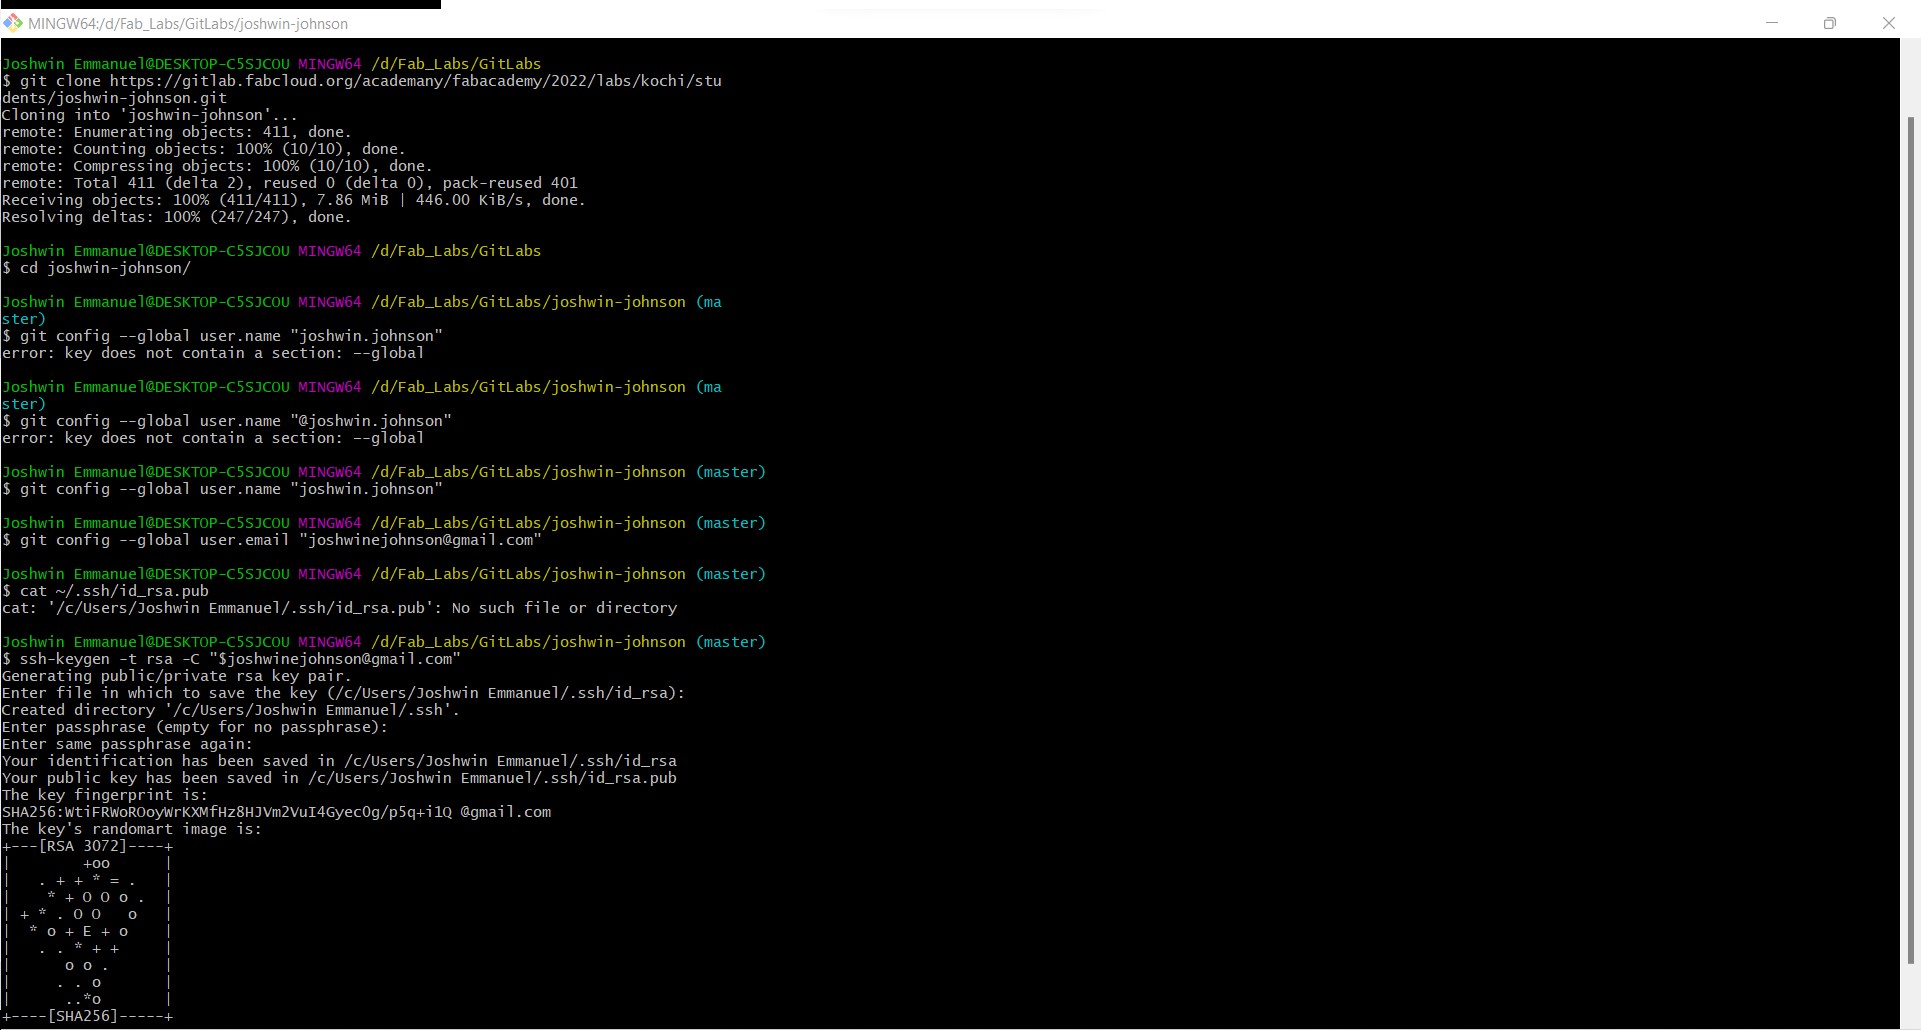 MINGW64:/d/Fab_Labs/GitLabs/joshwin-johnson
Joshwin Emmanuel@DESKTOP-C5SJCOU MINGW64 /d/Fab_Labs/GitLabs
$ git clone https://gitlab.fabcloud.org/academany/fabacademy/2022/labs/kochi/stu
dents/joshwin-johnson.git
Cloning into 'joshwin-johnson'...
remote: Enumerating objects: 411, done.
remote: Counting objects: 100% (10/10), done.
remote: Compressing objects: 100% (10/10), done.
remote: Total 411 (delta 2), reused 0 (delta 0), pack-reused 401
Receiving objects: 100% (411/411), 7.86 MiB | 446.00 KiB/s, done.
Resolving deltas: 100% (247/247), done.
Joshwin Emmanuel@DESKTOP-C5SJCOU MINGW64 /d/Fab_Labs/GitLabs
$ cd joshwin-johnson/
Joshwin Emmanuel@DESKTOP-C5SJCOU MINGW64 /d/Fab_Labs/GitLabs/joshwin-johnson (ma
ster)
$ git config --global user.name "joshwin.johnson"
error: key does not contain a section: --global
Joshwin Emmanuel@DESKTOP-C5SJCOU MINGW64 /d/Fab_Labs/GitLabs/joshwin-johnson (ma
ster)
$ git config --global user.name "@joshwin.johnson"
error: key does not contain a section: --global
Joshwin Emmanuel@DESKTOP-C5SJCOU MINGW64 /d/Fab_Labs/GitLabs/joshwin-johnson (master)
$ git config --global user.name "joshwin.johnson"
Joshwin Emmanuel@DESKTOP-C5SJCOU MINGW64 /d/Fab_Labs/GitLabs/joshwin-johnson (master)
$ git config --global user.email "joshwinejohnson@gmail.com"
Joshwin Emmanuel@DESKTOP-C5SJCOU MINGW64 /d/Fab_Labs/GitLabs/joshwin-johnson (master)
$ cat ~/.ssh/id_rsa.pub
cat: '/c/Users/Joshwin Emmanuel/.ssh/id_rsa.pub': No such file or directory
Joshwin Emmanuel@DESKTOP-C5SJCOU MINGW64 /d/Fab_Labs/GitLabs/joshwin-johnson (master)
$ ssh-keygen -t rsa -C "$joshwinejohnson@gmail.com"
Generating public/private rsa key pair.
Enter file in which to save the key (/c/Users/Joshwin Emmanuel/.ssh/id_rsa):
Created directory '/c/Users/Joshwin Emmanuel/.ssh'.
Enter passphrase (empty for no passphrase):
Enter same passphrase again:
Your identification has been saved in /c/Users/Joshwin Emmanuel/.ssh/id_rsa
Your public key has been saved in /c/Users/Joshwin Emmanuel/.ssh/id_rsa.pub
The key fingerprint is:
SHA256:WtiFRWoROoyWrKXMfHz8HJVm2VuI4GyecOg/p5q+i1Q @gmail.com
The key's randomart image is:
+---[RSA 3072]----+
|        +oo      |
|   . + + * = .   |
|    * + O O o .  |
| + * . O O   o   |
|  * o + E + o    |
|   . . * + +     |
|      o o .      |
|     . . o       |
|      ..*o       |
+----[SHA256]-----+